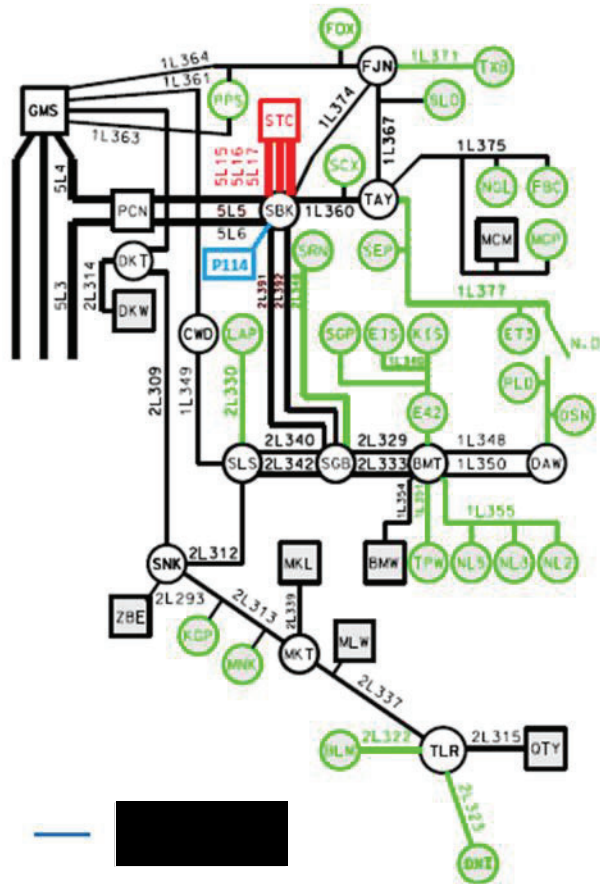 FOX
1L364
FJN
1L371
TXB
1L361
PPS
GMS
SLD
1L374
STC
1L363
1L367
5L15
5L16
5L17
SCX
1L375
5L4
NGL
FBC
PCN
5L5
SBK
1L360
TAY
5L6
MCM
MCP
SRN
SEP
DKT
P114
2L391
2L392
2L314
5L3
1L377
DKW
CWD
LAP
SGP
EIS
KIS
ET3
N.O
PLD
2L309
1L349
2L330
E42
DSN
2L340
2L329
1L348
SLS
SGB
BMT
DAW
2L342
2L333
1L350
1L354
1L355
2L312
SNK
MKL
BMW
TPW
NL5
NL3
NL2
2L293
2L339
ZBE
2L313
KGP
MLW
MNK
MKT
2L337
2L322
2L315
BLM
TLR
QTY
2L323